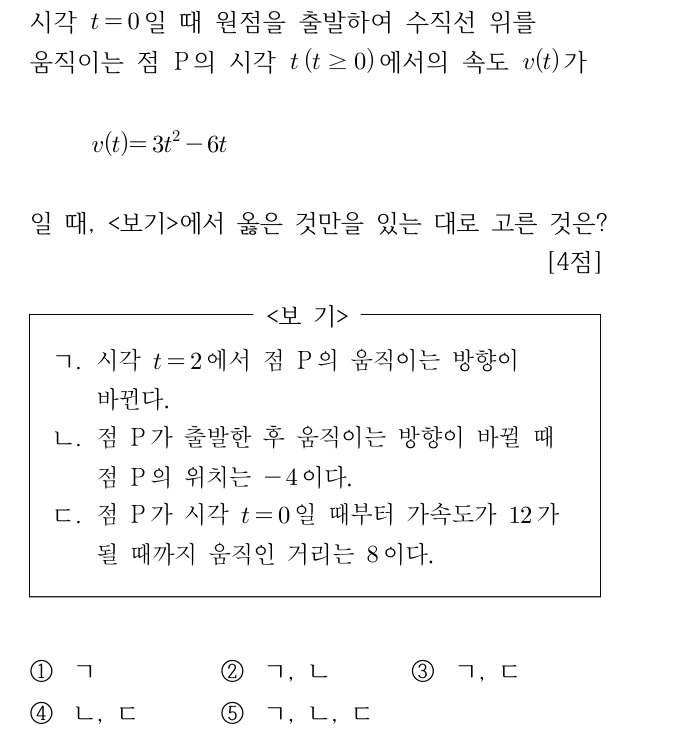 시각 t=0일 때 원점을 출발하여 수직선 위를
움직이는 점 P의 시각 t(t≥0)에서의 속도 v(t)가
v(t)=3t²-6t
일 때, <보기>에서 옳은 것만을 있는 대로 고른 것은?
[4점]
<보 기>
ㄱ. 시각 t=2에서 점 P의 움직이는 방향이
바뀐다.
ㄴ. 점 P가 출발한 후 움직이는 방향이 바뀔 때
점 P의 위치는 -4이다.
ㄷ. 점 P가 시각 t=0일 때부터 가속도가 12가
될 때까지 움직인 거리는 8이다.
① ㄱ ② ㄱ, ㄴ ③ ㄱ, ㄷ
④ ㄴ, ㄷ ⑤ ㄱ, ㄴ, ㄷ